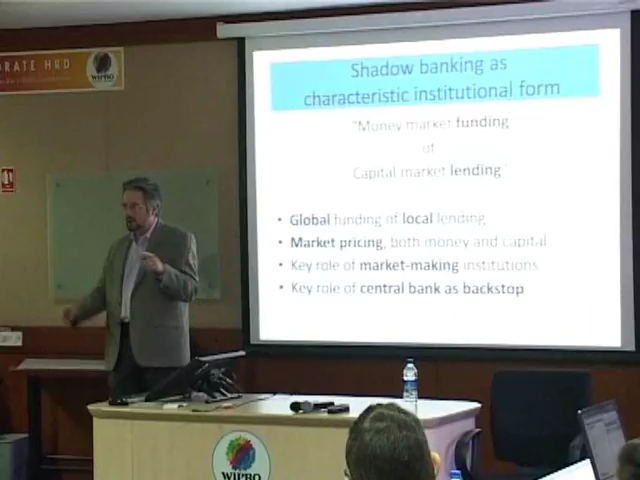 ORATE HRD
WIPRO
Shadow banking as
characteristic institutional form
"Money market funding
of
Capital market lending"
• Global funding of local lending
• Market pricing, both money and capital
• Key role of market-making institutions
• Key role of central bank as backstop
WIPRO